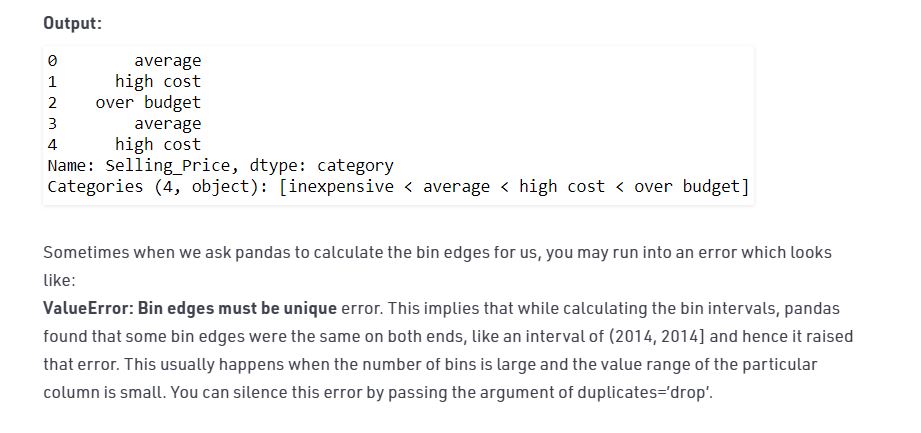 Output:
0 average
1 high cost
2 over budget
3 average
4 high cost
Name: Selling_Price, dtype: category
Categories (4, object): [inexpensive < average < high cost < over budget]
Sometimes when we ask pandas to calculate the bin edges for us, you may run into an error which looks
like:
ValueError: Bin edges must be unique error. This implies that while calculating the bin intervals, pandas
found that some bin edges were the same on both ends, like an interval of (2014, 2014] and hence it raised
that error. This usually happens when the number of bins is large and the value range of the particular
column is small. You can silence this error by passing the argument of duplicates=’drop’.